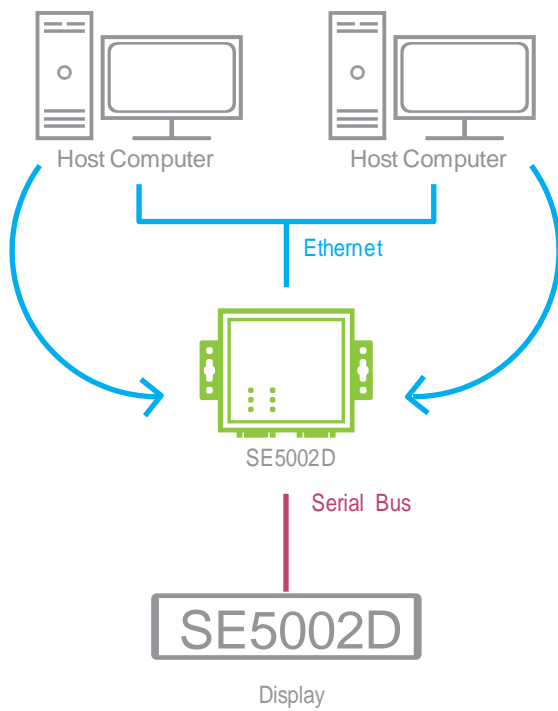 Host Computer
Host Computer
Ethernet
SE5002D
Serial Bus
SE5002D
Display